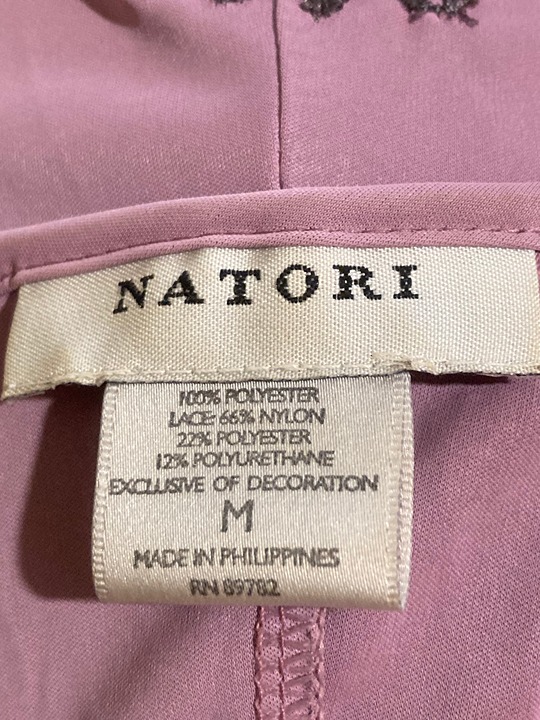 NATORI
100% POLYESTER
LACE 66% NYLON
22% POLYESTER
12% POLYURETHANE
EXCLUSIVE OF DECORATION
M
MADE IN PHILIPPINES
RN 89782